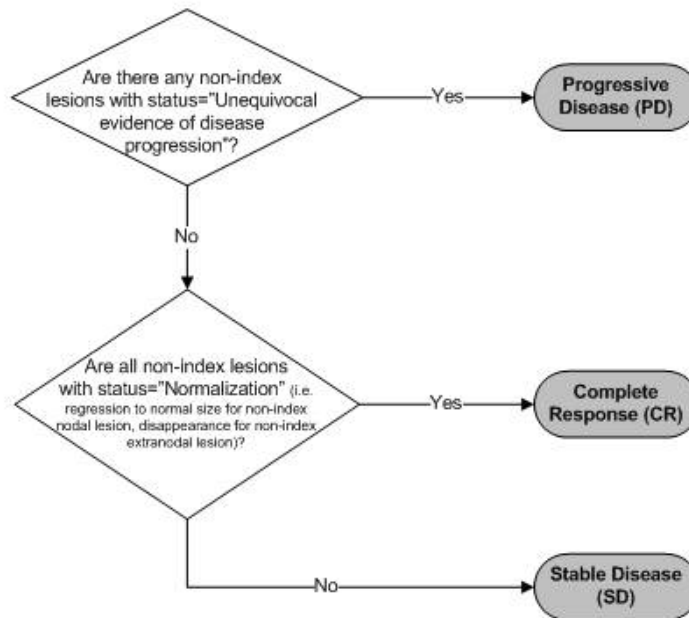 Are there any non-index
lesions with status="Unequivocal
evidence of disease
progression"?
Yes
Progressive
Disease (PD)
No
Are all non-index lesions
with status="Normalization" (i.e.
regression to normal size for non-index
nodal lesion, disappearance for non-index
extranodal lesion)?
Yes
Complete
Response (CR)
No
Stable Disease
(SD)